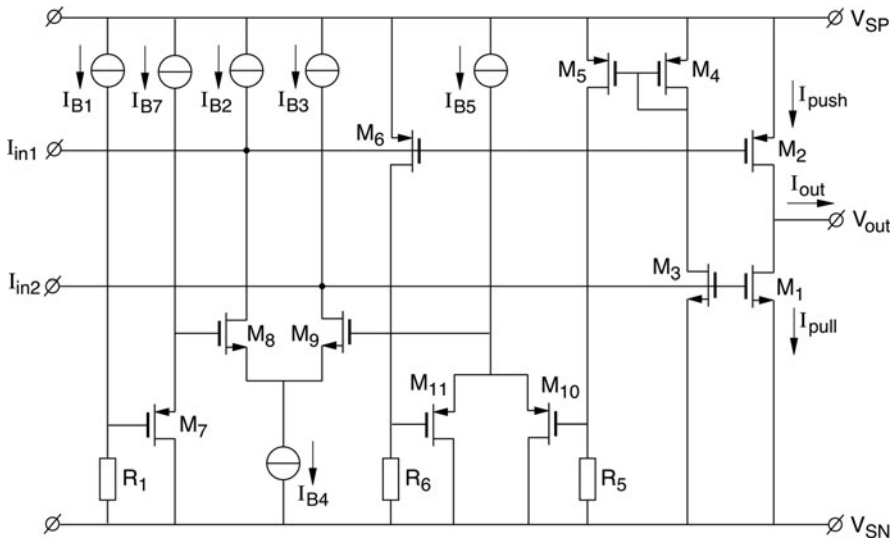 V_SP
I_B1
I_B7
I_B2
I_B3
I_B5
M_5
M_4
I_push
M_6
I_in1
M_2
I_out
V_out
I_in2
M_3
M_1
I_pull
M_8
M_9
M_11
M_10
M_7
R_1
I_B4
R_6
R_5
V_SN